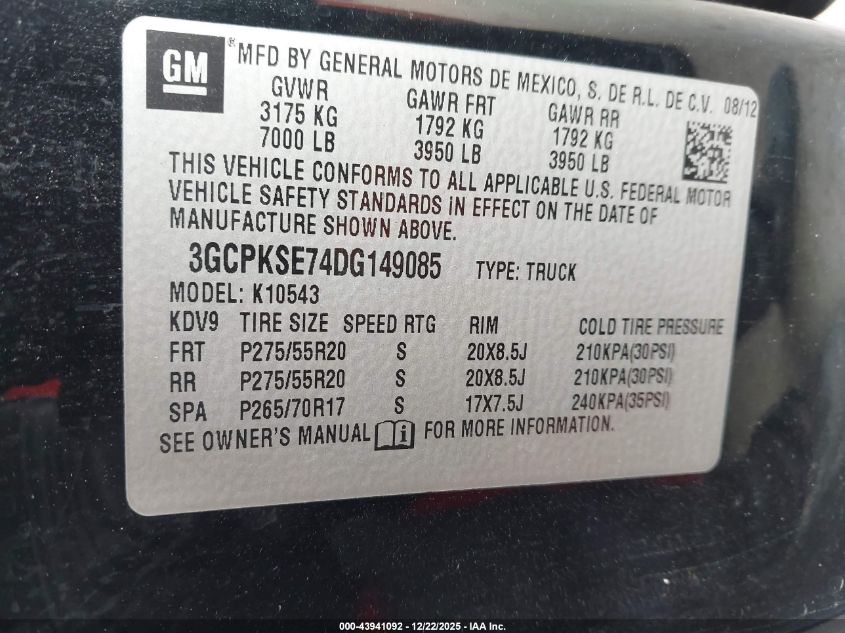 GM ® MFD BY GENERAL MOTORS DE MEXICO, S. DE R.L. DE C.V. 08/12
GVWR GAWR FRT GAWR RR
3175 KG 1792 KG 1792 KG
7000 LB 3950 LB 3950 LB
THIS VEHICLE CONFORMS TO ALL APPLICABLE U.S. FEDERAL MOTOR
VEHICLE SAFETY STANDARDS IN EFFECT ON THE DATE OF
MANUFACTURE SHOWN ABOVE.
3GCPKSE74DG149085 TYPE: TRUCK
MODEL: K10543
KDV9 TIRE SIZE SPEED RTG RIM COLD TIRE PRESSURE
FRT P275/55R20 S 20X8.5J 210KPA(30PSI)
RR P275/55R20 S 20X8.5J 210KPA(30PSI)
SPA P265/70R17 S 17X7.5J 240KPA(35PSI)
SEE OWNER'S MANUAL i FOR MORE INFORMATION.
000-43941092 - 12/22/2025 - IAA Inc.